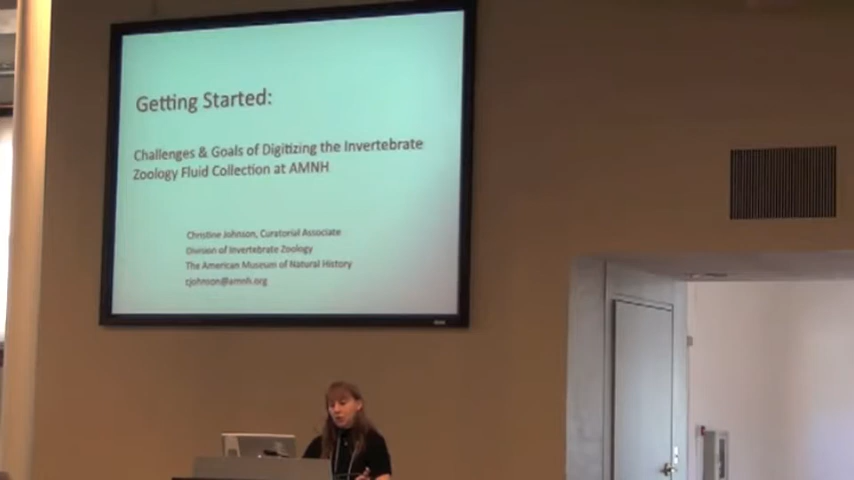 Getting Started:
Challenges & Goals of Digitizing the Invertebrate
Zoology Fluid Collection at AMNH
Christine Johnson, Curatorial Associate
Division of Invertebrate Zoology
The American Museum of Natural History
cjohnson@amnh.org